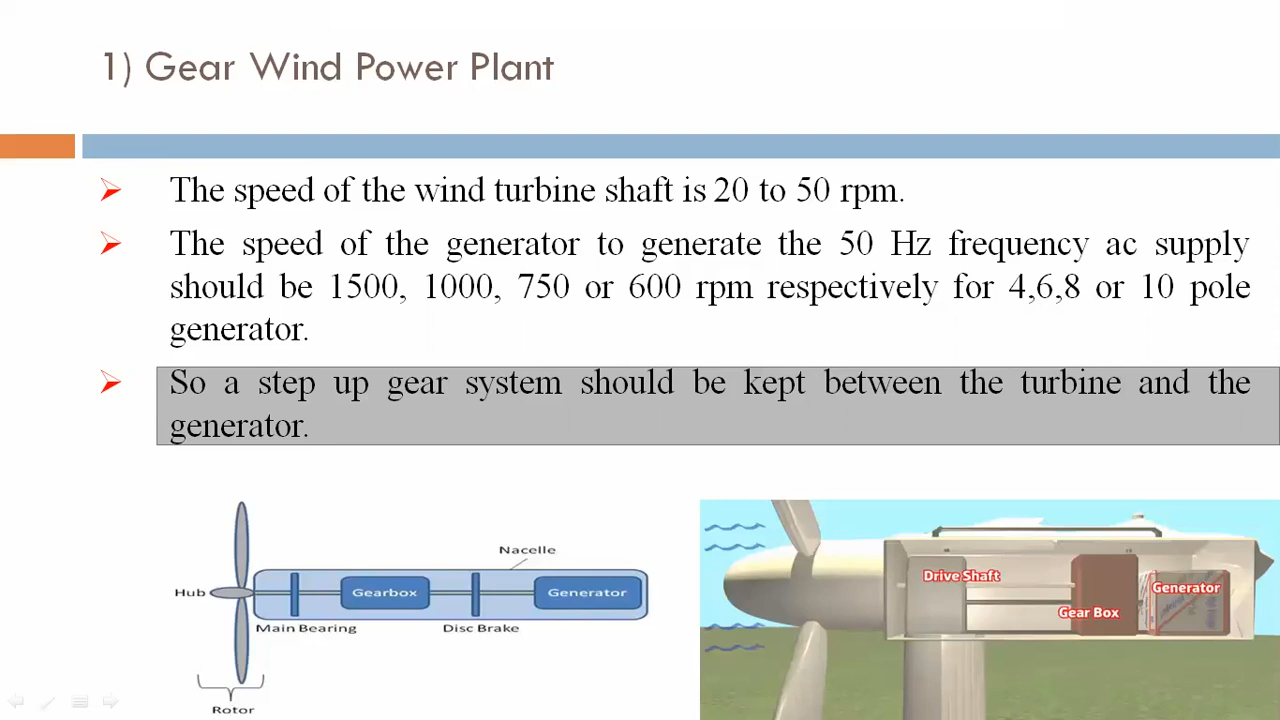 1) Gear Wind Power Plant
The speed of the wind turbine shaft is 20 to 50 rpm.
The speed of the generator to generate the 50 Hz frequency ac supply
should be 1500, 1000, 750 or 600 rpm respectively for 4,6,8 or 10 pole
generator.
So a step up gear system should be kept between the turbine and the
generator.
Nacelle
Hub
Gearbox
Generator
Main Bearing
Disc Brake
Rotor
Drive Shaft
Gear Box
Generator